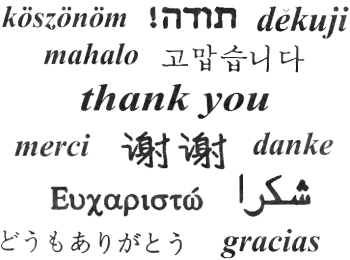 köszönöm !תודה děkuji
mahalo 고맙습니다
thank you
merci 谢谢 danke
Ευχαριστώ شكرا
どうもありがとう gracias